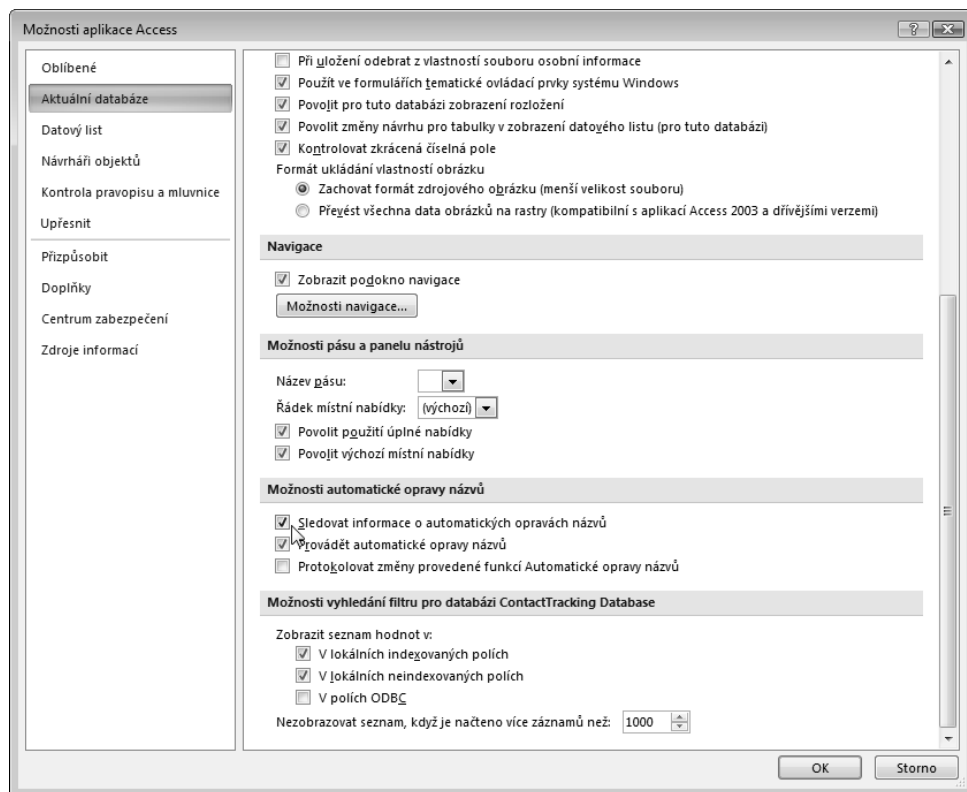 Možnosti aplikace Access
Oblíbené
Aktuální databáze
Datový list
Návrháři objektů
Kontrola pravopisu a mluvnice
Upřesnit
Přizpůsobit
Doplňky
Centrum zabezpečení
Zdroje informací
Při uložení odebrat z vlastností souboru osobní informace
Použít ve formulářích tematické ovládací prvky systému Windows
Povolit pro tuto databázi zobrazení rozložení
Povolit změny návrhu pro tabulky v zobrazení datového listu (pro tuto databázi)
Kontrolovat zkrácená číselná pole
Formát ukládání vlastností obrázku
Zachovat formát zdrojového obrázku (menší velikost souboru)
Převést všechna data obrázků na rastry (kompatibilní s aplikací Access 2003 a dřívějšími verzemi)
Navigace
Zobrazit podokno navigace
Možnosti navigace...
Možnosti pásu a panelu nástrojů
Název pásu:
Řádek místní nabídky: (výchozí)
Povolit použití úplné nabídky
Povolit výchozí místní nabídky
Možnosti automatické opravy názvů
Sledovat informace o automatických opravách názvů
Provádět automatické opravy názvů
Protokolovat změny provedené funkcí Automatické opravy názvů
Možnosti vyhledání filtru pro databázi ContactTracking Database
Zobrazit seznam hodnot v:
V lokálních indexovaných polích
V lokálních neindexovaných polích
V polích ODBC
Nezobrazovat seznam, když je načteno více záznamů než: 1000
OK Storno